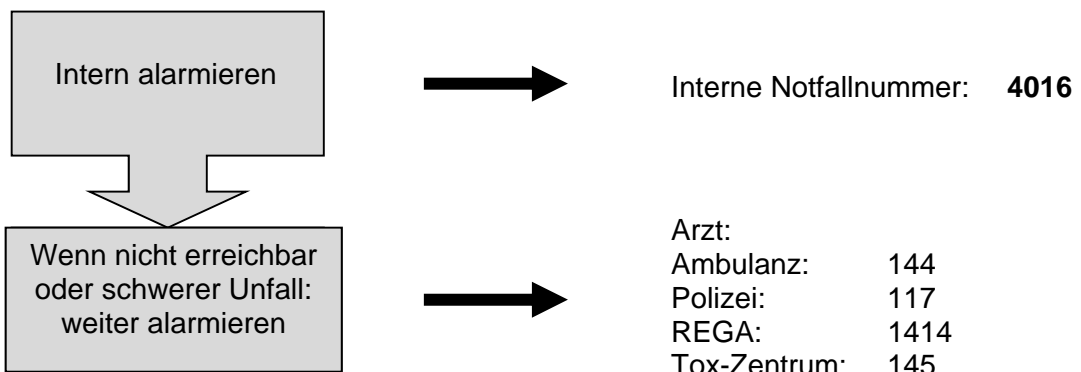 Intern alarmieren
Interne Notfallnummer: 4016
Wenn nicht erreichbar
oder schwerer Unfall:
weiter alarmieren
Arzt:
Ambulanz: 144
Polizei: 117
REGA: 1414
Tox-Zentrum: 145